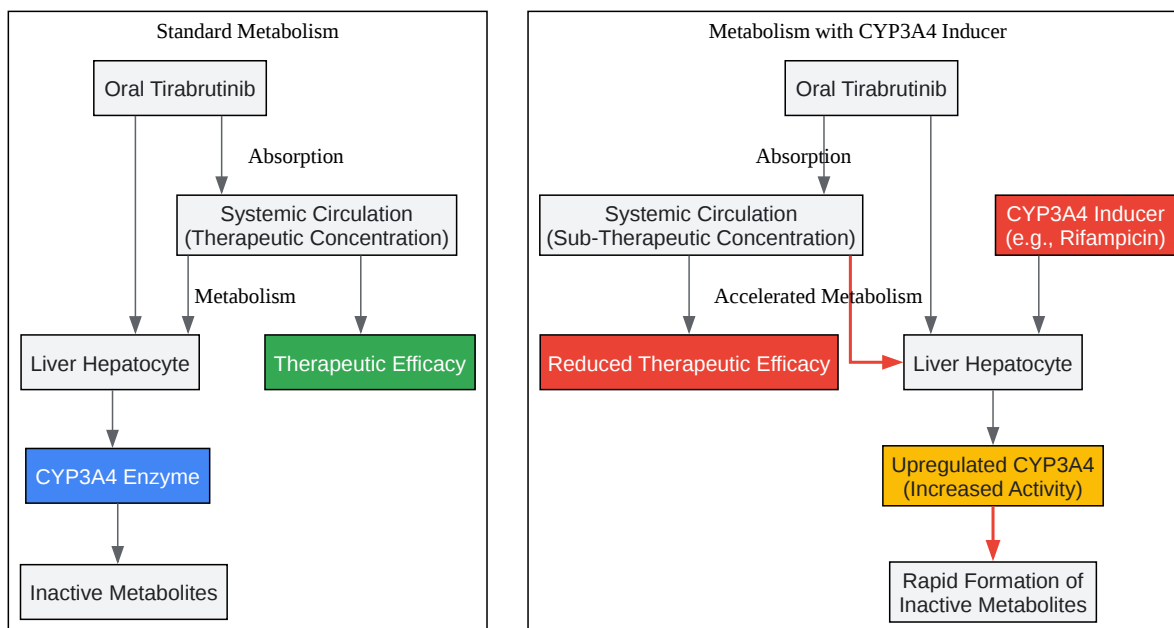 Standard Metabolism
Oral Tirabrutinib
Absorption
Systemic Circulation
(Therapeutic Concentration)
Metabolism
Liver Hepatocyte
Therapeutic Efficacy
CYP3A4 Enzyme
Inactive Metabolites
Metabolism with CYP3A4 Inducer
Oral Tirabrutinib
Absorption
Systemic Circulation
(Sub-Therapeutic Concentration)
CYP3A4 Inducer
(e.g., Rifampicin)
Accelerated Metabolism
Reduced Therapeutic Efficacy
Liver Hepatocyte
Upregulated CYP3A4
(Increased Activity)
Rapid Formation of
Inactive Metabolites